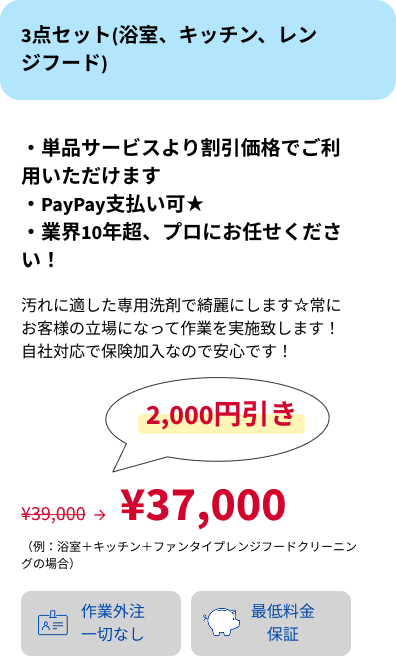 3点セット(浴室、キッチン、レン
ジフード)
・単品サービスより割引価格でご利
用いただけます
・PayPay支払い可★
・業界10年超、プロにお任せくださ
い！
汚れに適した専用洗剤で綺麗にします☆常に
お客様の立場になって作業を実施致します！
自社対応で保険加入なので安心です！
2,000円引き
¥39,000 → ¥37,000
（例：浴室＋キッチン＋ファンタイプレンジフードクリーニン
グの場合）
作業外注
一切なし
最低料金
保証